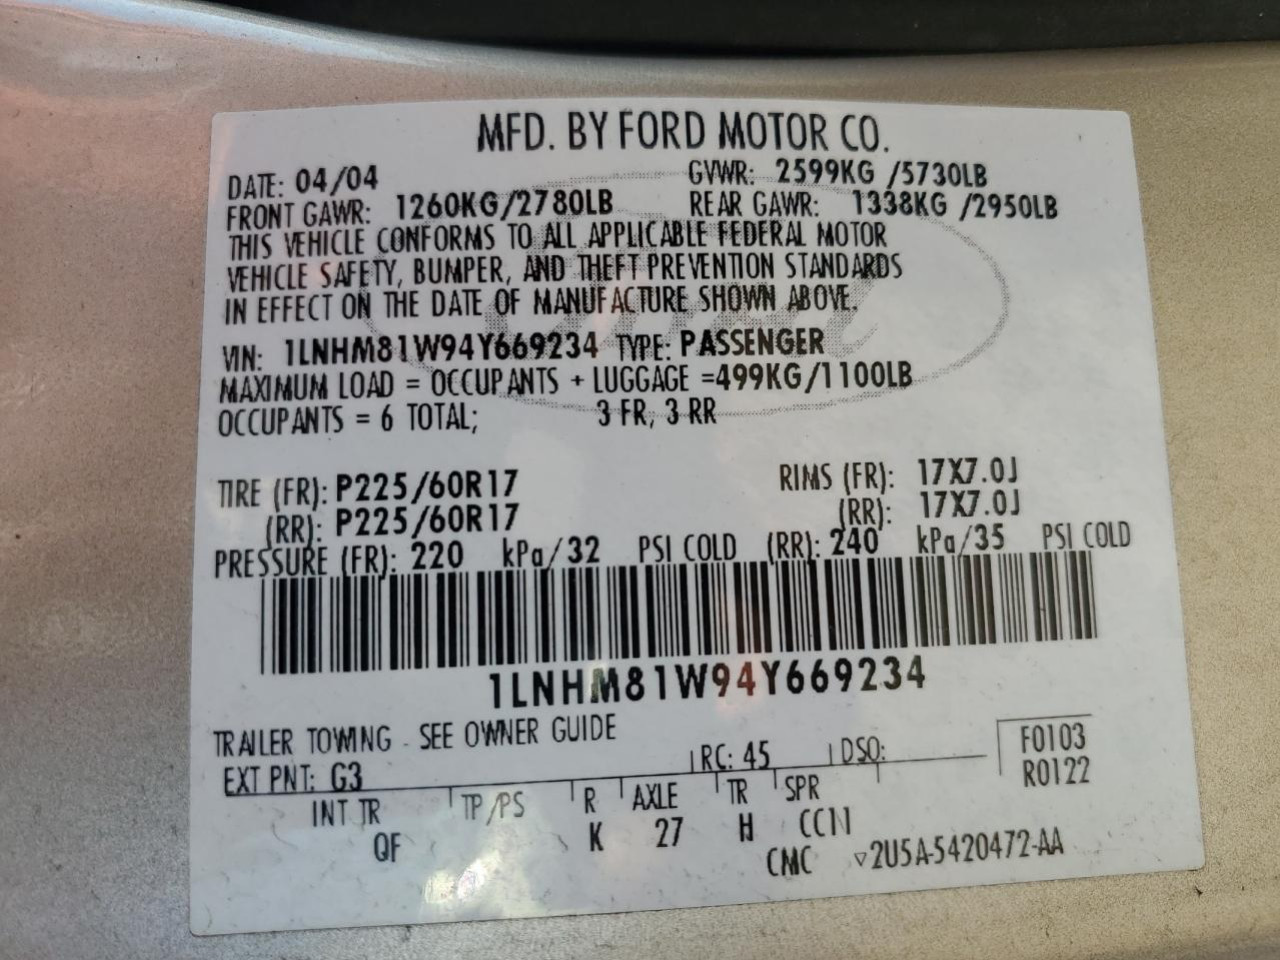 MFD. BY FORD MOTOR CO.
DATE: 04/04 GVWR: 2599KG /5730LB
FRONT GAWR: 1260KG/2780LB REAR GAWR: 1338KG /2950LB
THIS VEHICLE CONFORMS TO ALL APPLICABLE FEDERAL MOTOR
VEHICLE SAFETY, BUMPER, AND THEFT PREVENTION STANDARDS
IN EFFECT ON THE DATE OF MANUFACTURE SHOWN ABOVE.
VIN: 1LNHM81W94Y669234 TYPE: PASSENGER
MAXIMUM LOAD = OCCUPANTS + LUGGAGE =499KG/1100LB
OCCUPANTS = 6 TOTAL; 3 FR, 3 RR
TIRE (FR): P225/60R17 RIMS (FR): 17X7.0J
(RR): P225/60R17 (RR): 17X7.0J
PRESSURE (FR): 220 kPa/32 PSI COLD (RR): 240 kPa/35 PSI COLD
1LNHM81W94Y669234
TRAILER TOWING - SEE OWNER GUIDE
EXT PNT: G3 RC: 45 DSO: F0103
R0122
INT TR TP/PS R AXLE TR SPR
QF K 27 H CCN
CMC ▽2U5A-5420472-AA